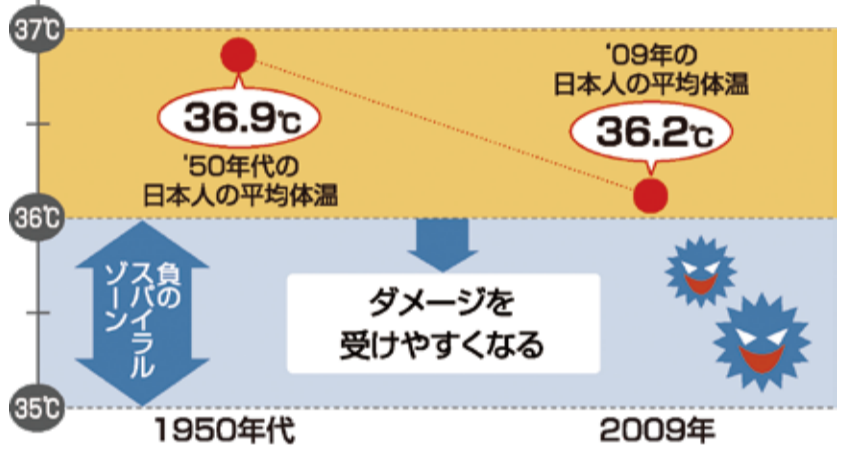 37℃
'09年の
日本人の平均体温
36.9℃
36.2℃
'50年代の
日本人の平均体温
36℃
負の
スパイラル
ゾーン
ダメージを
受けやすくなる
35℃
1950年代
2009年